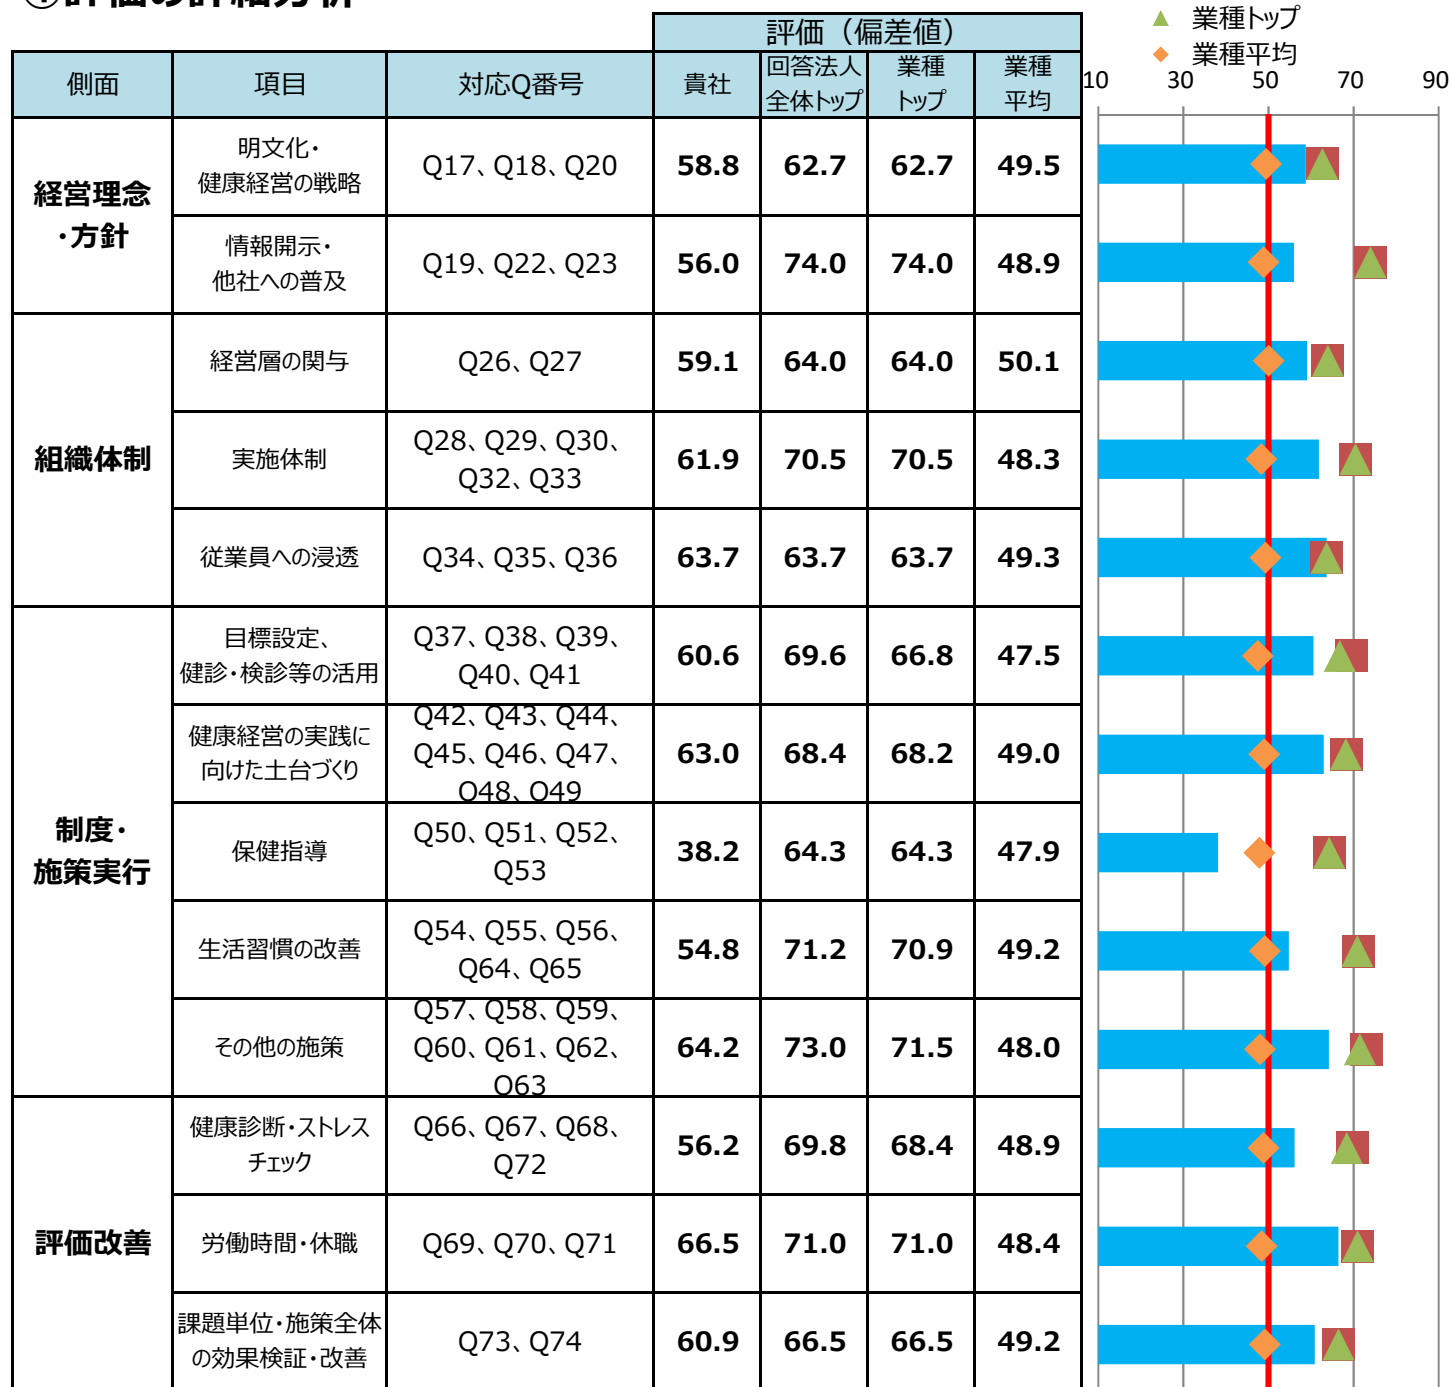 ①評価の詳細分析
業種トップ
業種平均
評価（偏差値）
側面 項目 対応Q番号 貴社 回答法人 業種 業種
全体トップ トップ 平均
10 30 50 70 90
経営理念
・方針
明文化・
健康経営の戦略
Q17、Q18、Q20 58.8 62.7 62.7 49.5
情報開示・
他社への普及
Q19、Q22、Q23 56.0 74.0 74.0 48.9
組織体制
経営層の関与 Q26、Q27 59.1 64.0 64.0 50.1
実施体制
Q28、Q29、Q30、
Q32、Q33
61.9 70.5 70.5 48.3
従業員への浸透 Q34、Q35、Q36 63.7 63.7 63.7 49.3
制度・
施策実行
目標設定、
健診・検診等の活用
Q37、Q38、Q39、
Q40、Q41
60.6 69.6 66.8 47.5
健康経営の実践に
向けた土台づくり
Q42、Q43、Q44、
Q45、Q46、Q47、
Q48、Q49
63.0 68.4 68.2 49.0
保健指導
Q50、Q51、Q52、
Q53
38.2 64.3 64.3 47.9
生活習慣の改善
Q54、Q55、Q56、
Q64、Q65
54.8 71.2 70.9 49.2
その他の施策
Q57、Q58、Q59、
Q60、Q61、Q62、
Q63
64.2 73.0 71.5 48.0
評価改善
健康診断・ストレス
チェック
Q66、Q67、Q68、
Q72
56.2 69.8 68.4 48.9
労働時間・休職 Q69、Q70、Q71 66.5 71.0 71.0 48.4
課題単位・施策全体
の効果検証・改善
Q73、Q74 60.9 66.5 66.5 49.2